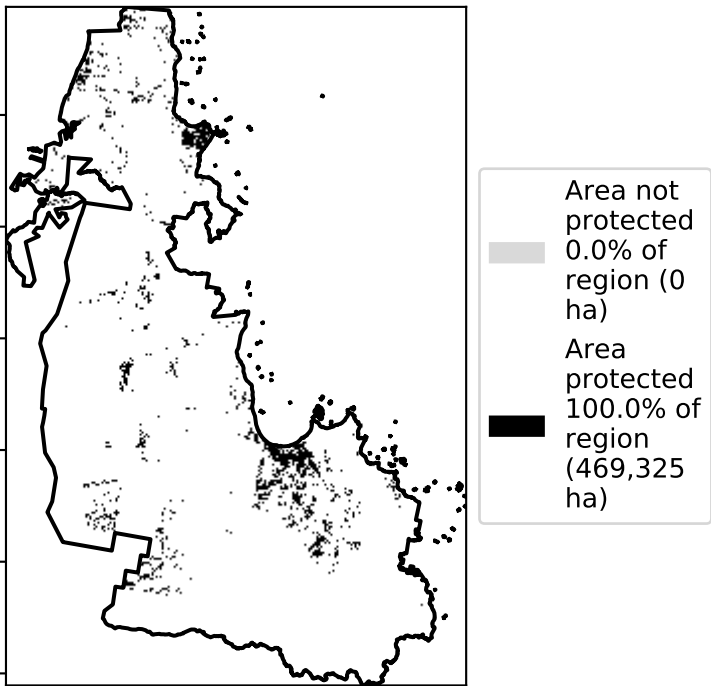 Area not
protected
0.0% of
region (0
ha)
Area
protected
100.0% of
region
(469,325
ha)